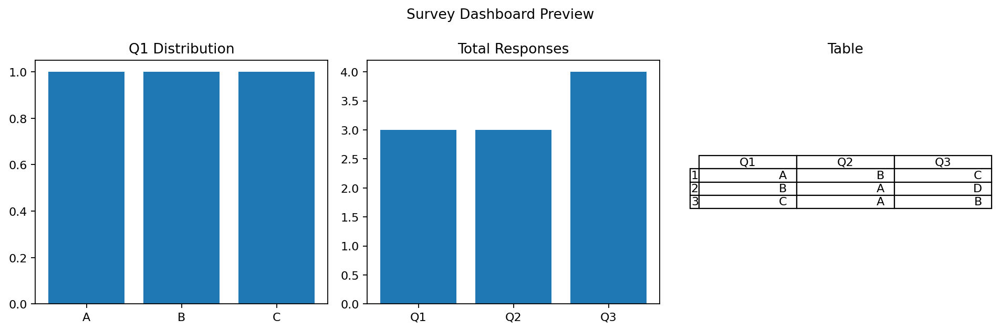 Survey Dashboard Preview
Q1 Distribution
1.0
0.8
0.6
0.4
0.2
0.0
A B C
Total Responses
4.0
3.5
3.0
2.5
2.0
1.5
1.0
0.5
0.0
Q1 Q2 Q3
Table
Q1 Q2 Q3
1 A B C
2 B A D
3 C A B